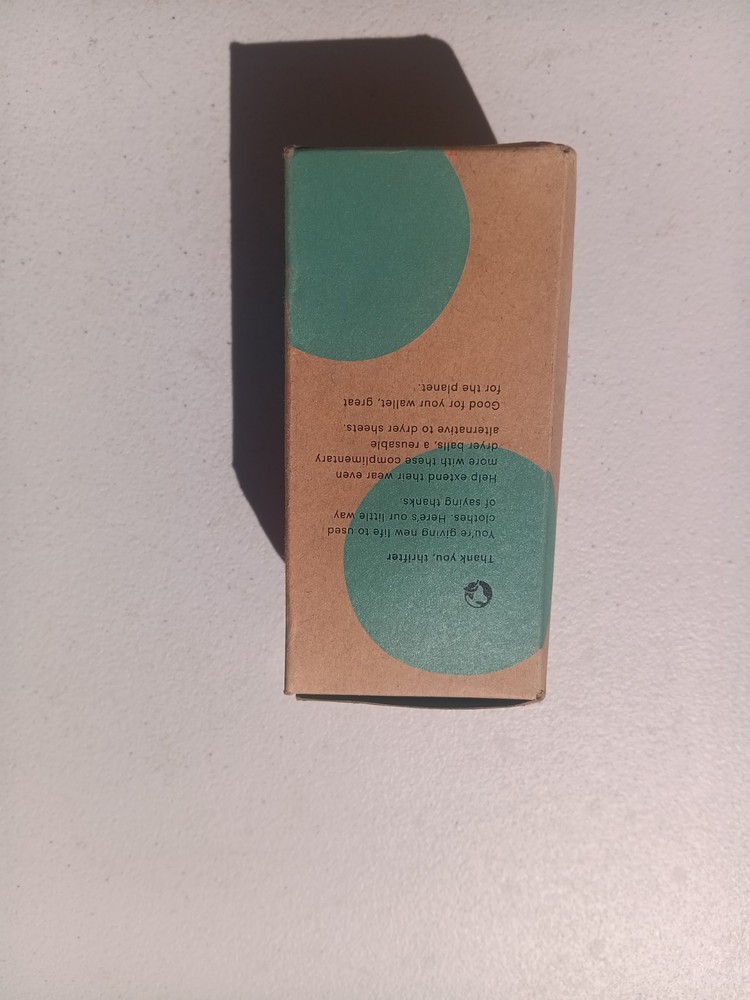 Thank you, thrifter
You're giving new life to used
clothes. Here's our little way
of saying thanks.
Help extend their wear even
more with these complimentary
dryer balls, a reusable
alternative to dryer sheets.
Good for your wallet, great
for the planet.